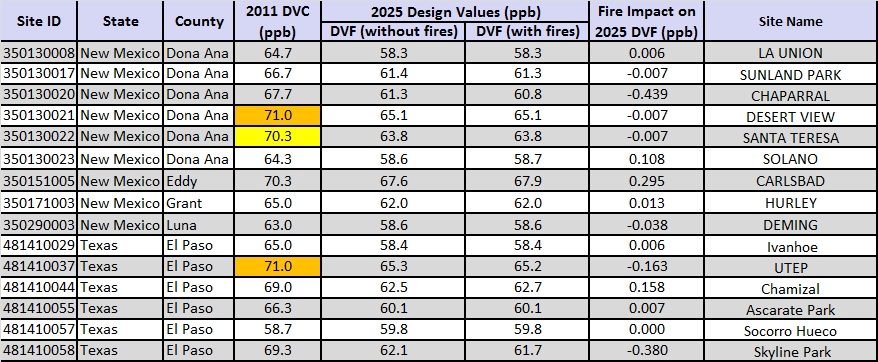 Site ID State County 2011 DVC (ppb) 2025 Design Values (ppb) Fire Impact on 2025 DVF (ppb) Site Name
DVF (without fires) DVF (with fires)
350130008 New Mexico Dona Ana 64.7 58.3 58.3 0.006 LA UNION
350130017 New Mexico Dona Ana 66.7 61.4 61.3 -0.007 SUNLAND PARK
350130020 New Mexico Dona Ana 67.7 61.3 60.8 -0.439 CHAPARRAL
350130021 New Mexico Dona Ana 71.0 65.1 65.1 -0.007 DESERT VIEW
350130022 New Mexico Dona Ana 70.3 63.8 63.8 -0.007 SANTA TERESA
350130023 New Mexico Dona Ana 64.3 58.6 58.7 0.108 SOLANO
350151005 New Mexico Eddy 70.3 67.6 67.9 0.295 CARLSBAD
350171003 New Mexico Grant 65.0 62.0 62.0 0.013 HURLEY
350290003 New Mexico Luna 63.0 58.6 58.6 -0.038 DEMING
481410029 Texas El Paso 65.0 58.4 58.4 0.006 Ivanhoe
481410037 Texas El Paso 71.0 65.3 65.2 -0.163 UTEP
481410044 Texas El Paso 69.0 62.5 62.7 0.158 Chamizal
481410055 Texas El Paso 66.3 60.1 60.1 0.007 Ascarate Park
481410057 Texas El Paso 58.7 59.8 59.8 0.000 Socorro Hueco
481410058 Texas El Paso 69.3 62.1 61.7 -0.380 Skyline Park